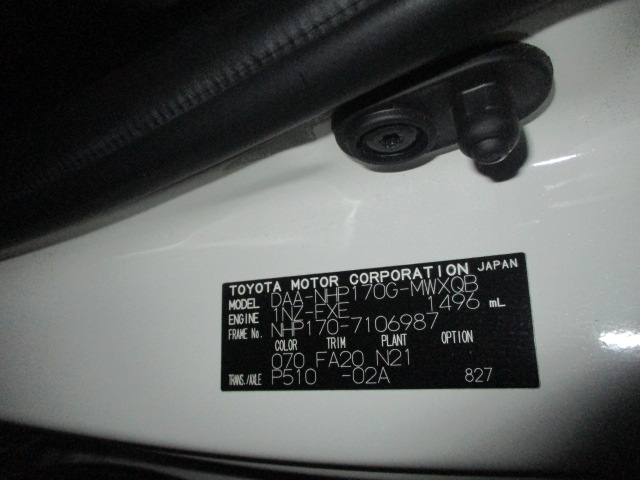 TOYOTA MOTOR CORPORATION JAPAN
MODEL DAA-NHP170G-MWXQB
ENGINE 1NZ-EXE 1496 mL
FRAME No. NHP170-7106987
COLOR TRIM PLANT OPTION
070 FA20 N21
TRANS./AXLE P510 -02A 827